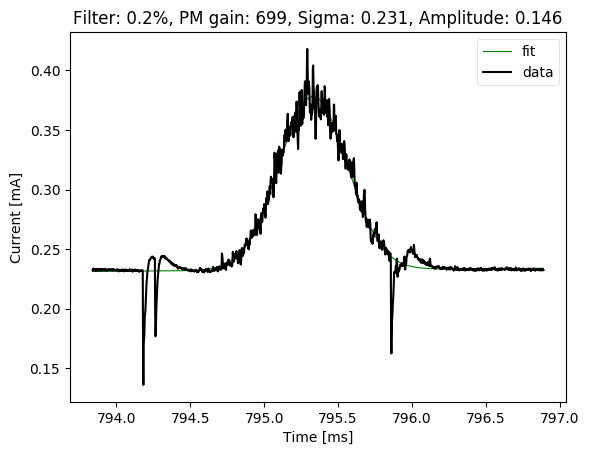 Filter: 0.2%, PM gain: 699, Sigma: 0.231, Amplitude: 0.146
fit
data
0.40
0.35
0.30
0.25
0.20
0.15
Current [mA]
794.0 794.5 795.0 795.5 796.0 796.5 797.0
Time [ms]